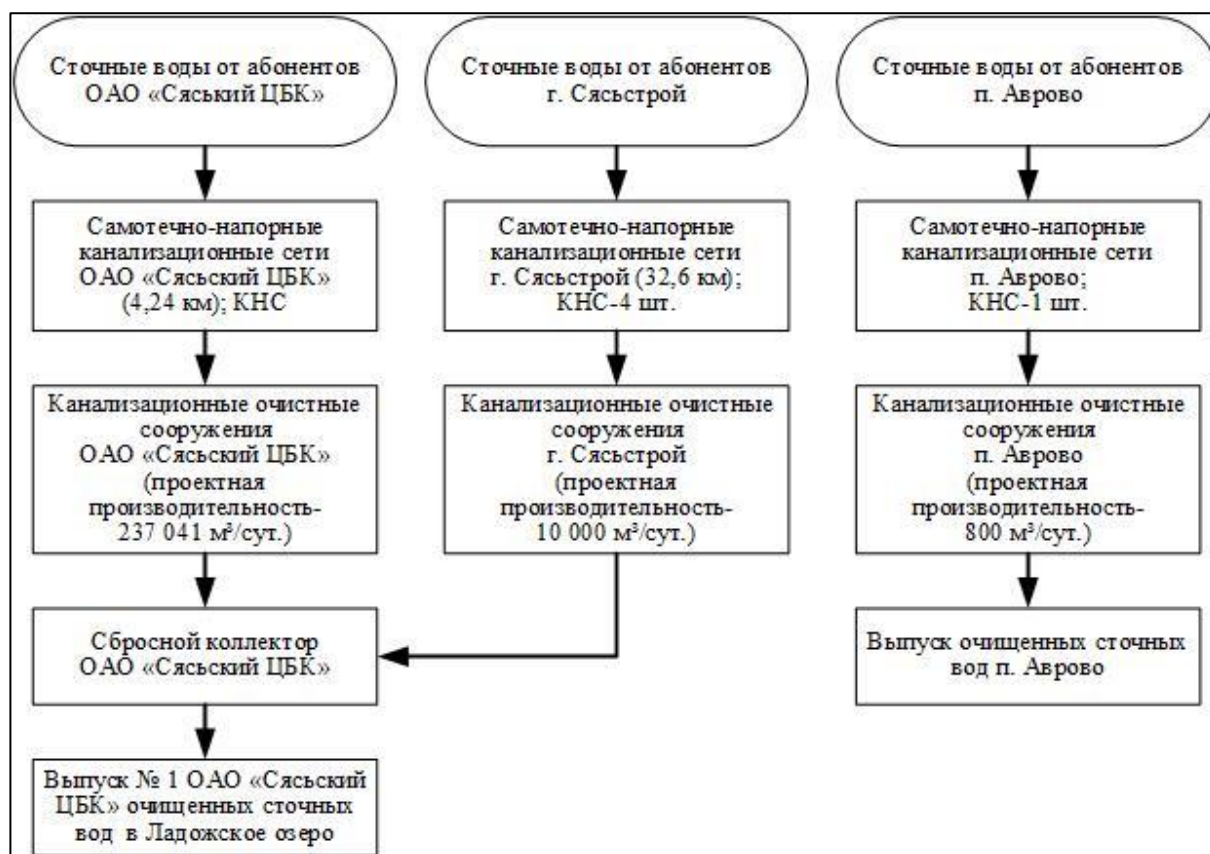 Сточные воды от абонентов
ОАО «Сяський ЦБК»
Сточные воды от абонентов
г. Сясьстрой
Сточные воды от абонентов
п. Аврово
Самотечно-напорные
канализационные сети
ОАО «Сясьский ЦБК»
(4,24 км); КНС
Самотечно-напорные
канализационные сети
г. Сясьстрой (32,6 км);
КНС-4 шт.
Самотечно-напорные
канализационные сети
п. Аврово;
КНС-1 шт.
Канализационные очистные
сооружения
ОАО «Сясьский ЦБК»
(проектная
производительность-
237 041 м³/сут.)
Канализационные очистные
сооружения
г. Сясьстрой
(проектная
производительность-
10 000 м³/сут.)
Канализационные очистные
сооружения
п. Аврово
(проектная
производительность-
800 м³/сут.)
Сбросной коллектор
ОАО «Сясьский ЦБК»
Выпуск очищенных сточных
вод п. Аврово
Выпуск № 1 ОАО «Сясьский
ЦБК» очищенных сточных
вод в Ладожское озеро